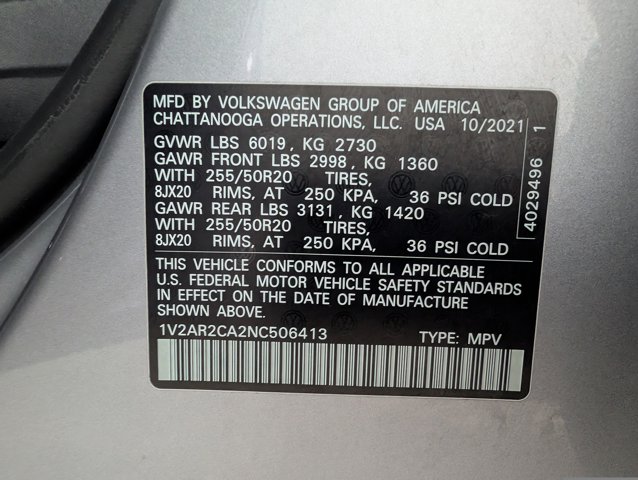 MFD BY VOLKSWAGEN GROUP OF AMERICA
CHATTANOOGA OPERATIONS, LLC. USA 10/2021
GVWR LBS 6019, KG 2730
GAWR FRONT LBS 2998, KG 1360
WITH 255/50R20 TIRES,
8JX20 RIMS, AT 250 KPA, 36 PSI COLD
GAWR REAR LBS 3131, KG 1420
WITH 255/50R20 TIRES,
8JX20 RIMS, AT 250 KPA, 36 PSI COLD
THIS VEHICLE CONFORMS TO ALL APPLICABLE
U.S. FEDERAL MOTOR VEHICLE SAFETY STANDARDS
IN EFFECT ON THE DATE OF MANUFACTURE
SHOWN ABOVE.
1V2AR2CA2NC506413 TYPE: MPV
4029496 1